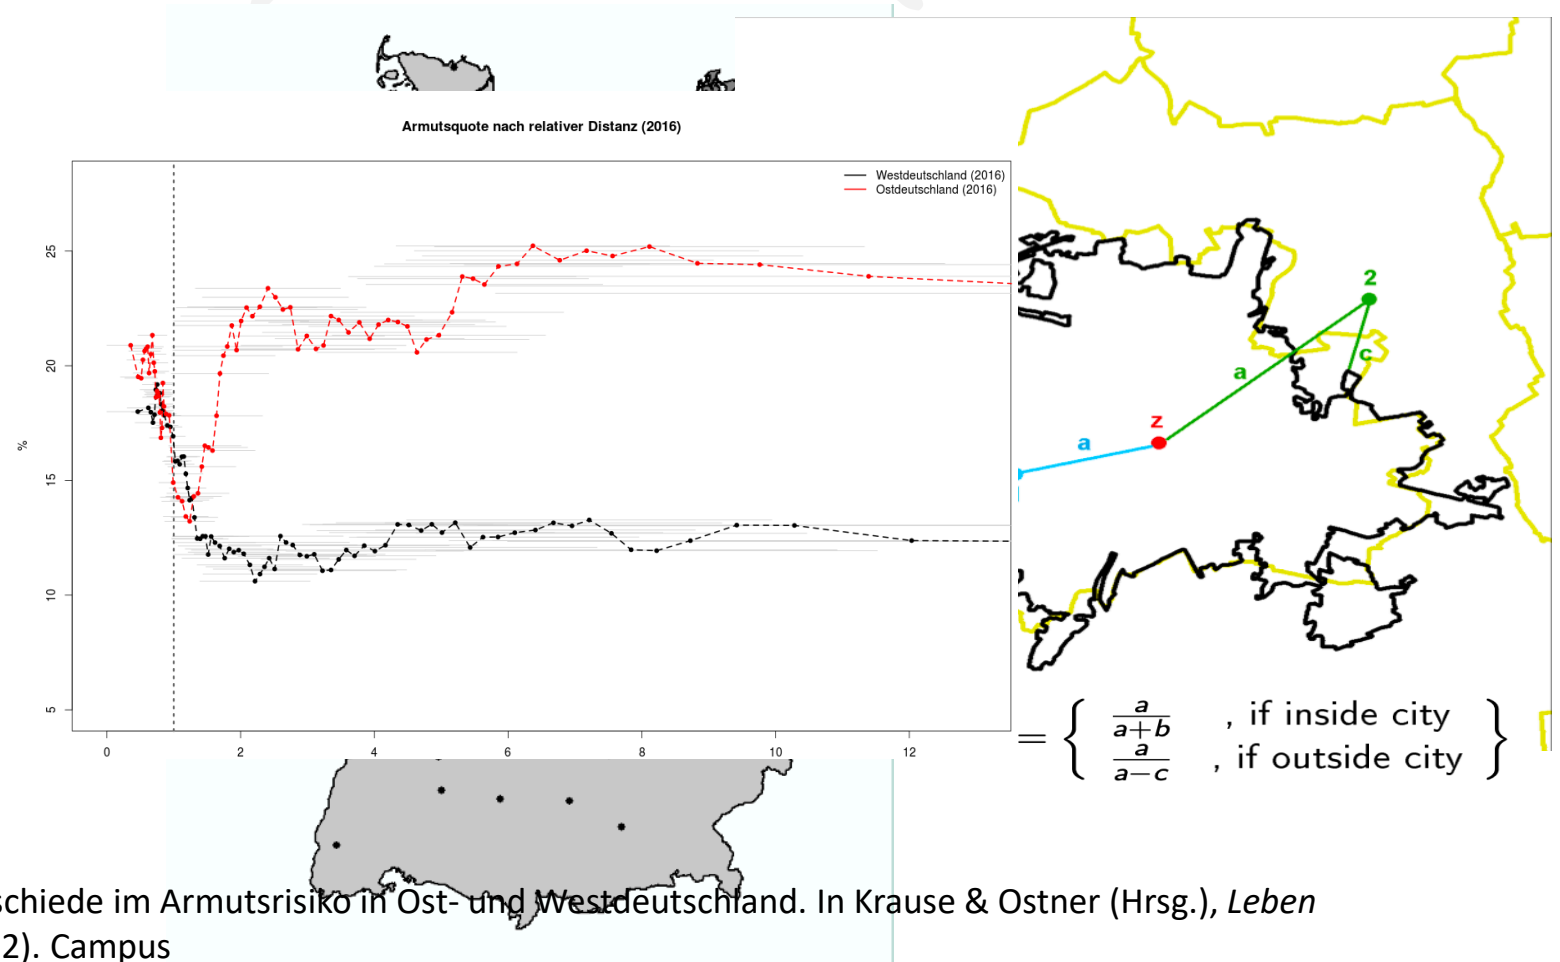 Armutsquote nach relativer Distanz (2016)
Westdeutschland (2016)
Ostdeutschland (2016)
%
25
20
15
10
5
0 2 4 6 8 10 12
2
c
a
z
a
= { a/(a+b) , if inside city
a/(a−c) , if outside city }
schiede im Armutsrisiko in Ost- und Westdeutschland. In Krause & Ostner (Hrsg.), Leben
2). Campus